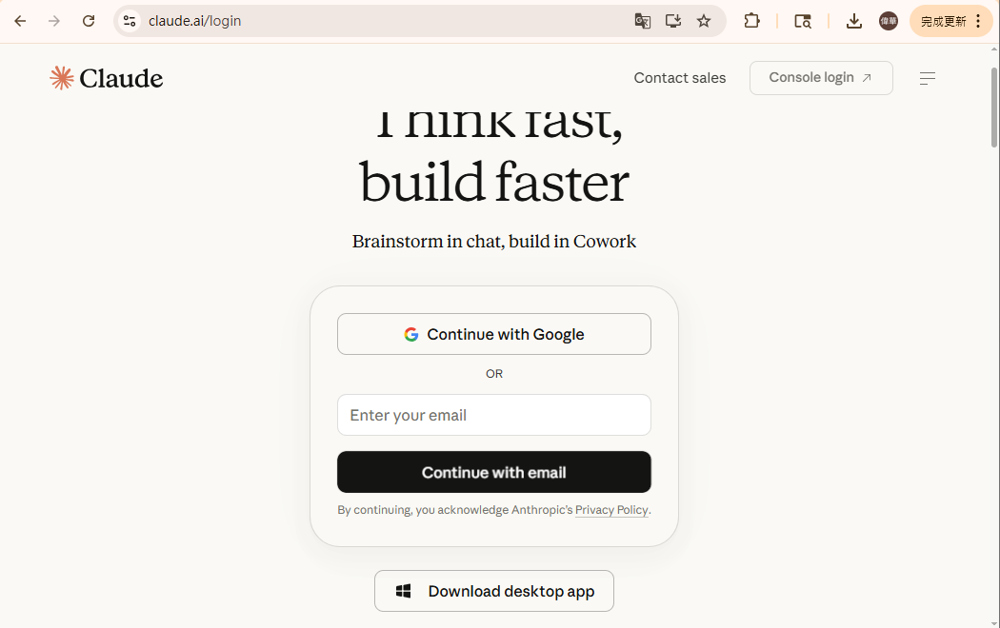 claude.ai/login
偉華
完成更新
Claude
Contact sales
Console login
Think fast,
build faster
Brainstorm in chat, build in Cowork
Continue with Google
OR
Enter your email
Continue with email
By continuing, you acknowledge Anthropic's Privacy Policy.
Download desktop app